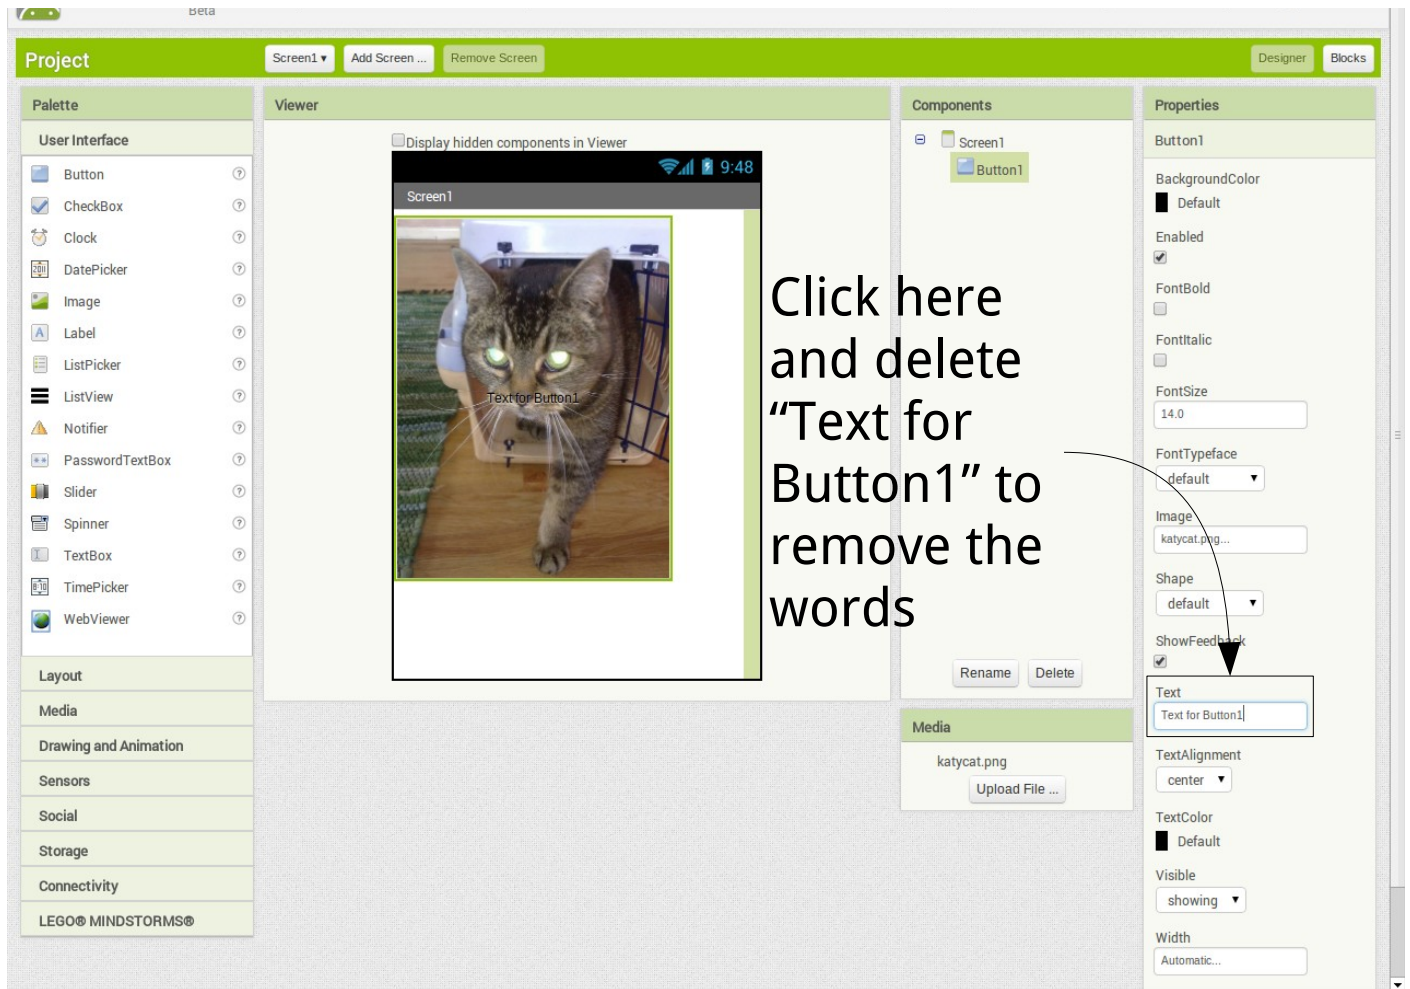 Beta
Project
Screen1 ▾
Add Screen ...
Remove Screen
Designer
Blocks
Palette
User Interface
Button
CheckBox
Clock
DatePicker
Image
Label
ListPicker
ListView
Notifier
PasswordTextBox
Slider
Spinner
TextBox
TimePicker
WebViewer
Layout
Media
Drawing and Animation
Sensors
Social
Storage
Connectivity
LEGO® MINDSTORMS®
Viewer
Display hidden components in Viewer
9:48
Screen1
Text for Button1
Click here
and delete
“Text for
Button1” to
remove the
words
Components
Screen1
Button1
Rename
Delete
Media
katycat.png
Upload File ...
Properties
Button1
BackgroundColor
Default
Enabled
FontBold
FontItalic
FontSize
14.0
FontTypeface
default
Image
katycat.png...
Shape
default
ShowFeedback
Text
Text for Button1
TextAlignment
center
TextColor
Default
Visible
showing
Width
Automatic...